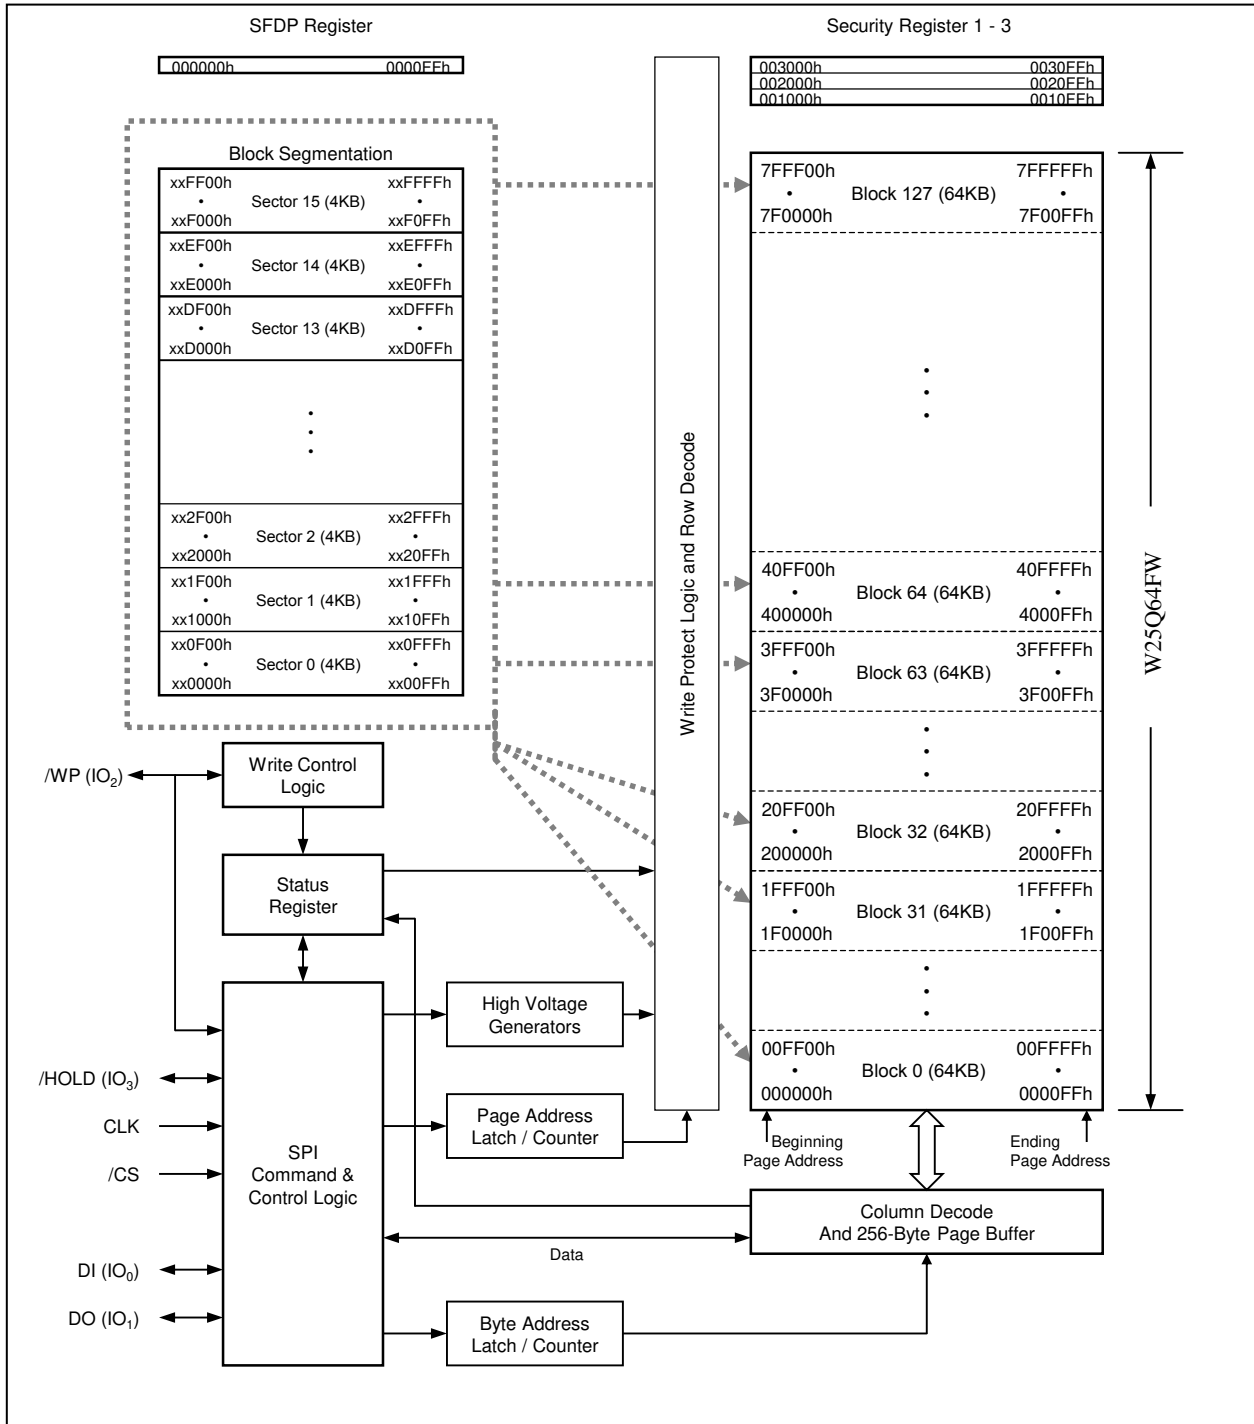 SFDP Register
000000h 0000FFh
Security Register 1 - 3
003000h 0030FFh
002000h 0020FFh
001000h 0010FFh
Block Segmentation
xxFF00h xxFFFFh
• Sector 15 (4KB) •
xxF000h xxF0FFh
xxEF00h xxEFFFh
• Sector 14 (4KB) •
xxE000h xxE0FFh
xxDF00h xxDFFFh
• Sector 13 (4KB) •
xxD000h xxD0FFh
xx2F00h xx2FFFh
• Sector 2 (4KB) •
xx2000h xx20FFh
xx1F00h xx1FFFh
• Sector 1 (4KB) •
xx1000h xx10FFh
xx0F00h xx0FFFh
• Sector 0 (4KB) •
xx0000h xx00FFh
Write Protect Logic and Row Decode
7FFF00h 7FFFFFh
• Block 127 (64KB) •
7F0000h 7F00FFh
40FF00h 40FFFFh
• Block 64 (64KB) •
400000h 4000FFh
3FFF00h 3FFFFFh
• Block 63 (64KB) •
3F0000h 3F00FFh
20FF00h 20FFFFh
• Block 32 (64KB) •
200000h 2000FFh
1FFF00h 1FFFFFh
• Block 31 (64KB) •
1F0000h 1F00FFh
00FF00h 00FFFFh
• Block 0 (64KB) •
000000h 0000FFh
W25Q64FW
Beginning
Page Address
Ending
Page Address
/WP (IO2)
Write Control
Logic
Status
Register
High Voltage
Generators
/HOLD (IO3)
CLK
/CS
DI (IO0)
DO (IO1)
SPI
Command &
Control Logic
Page Address
Latch / Counter
Column Decode
And 256-Byte Page Buffer
Data
Byte Address
Latch / Counter